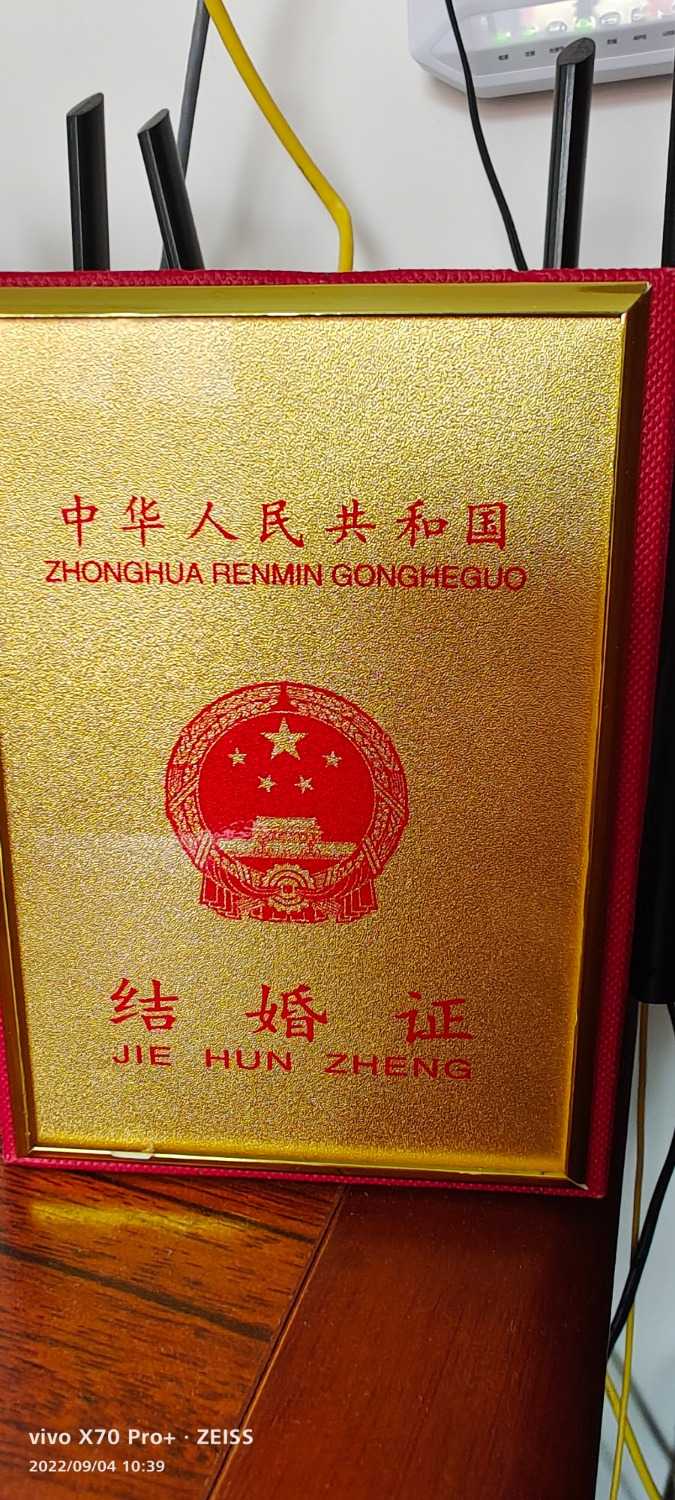 中华人民共和国
ZHONGHUA RENMIN GONGHEGUO
结婚证
JIE HUN ZHENG
vivo X70 Pro+ · ZEISS
2022/09/04 10:39